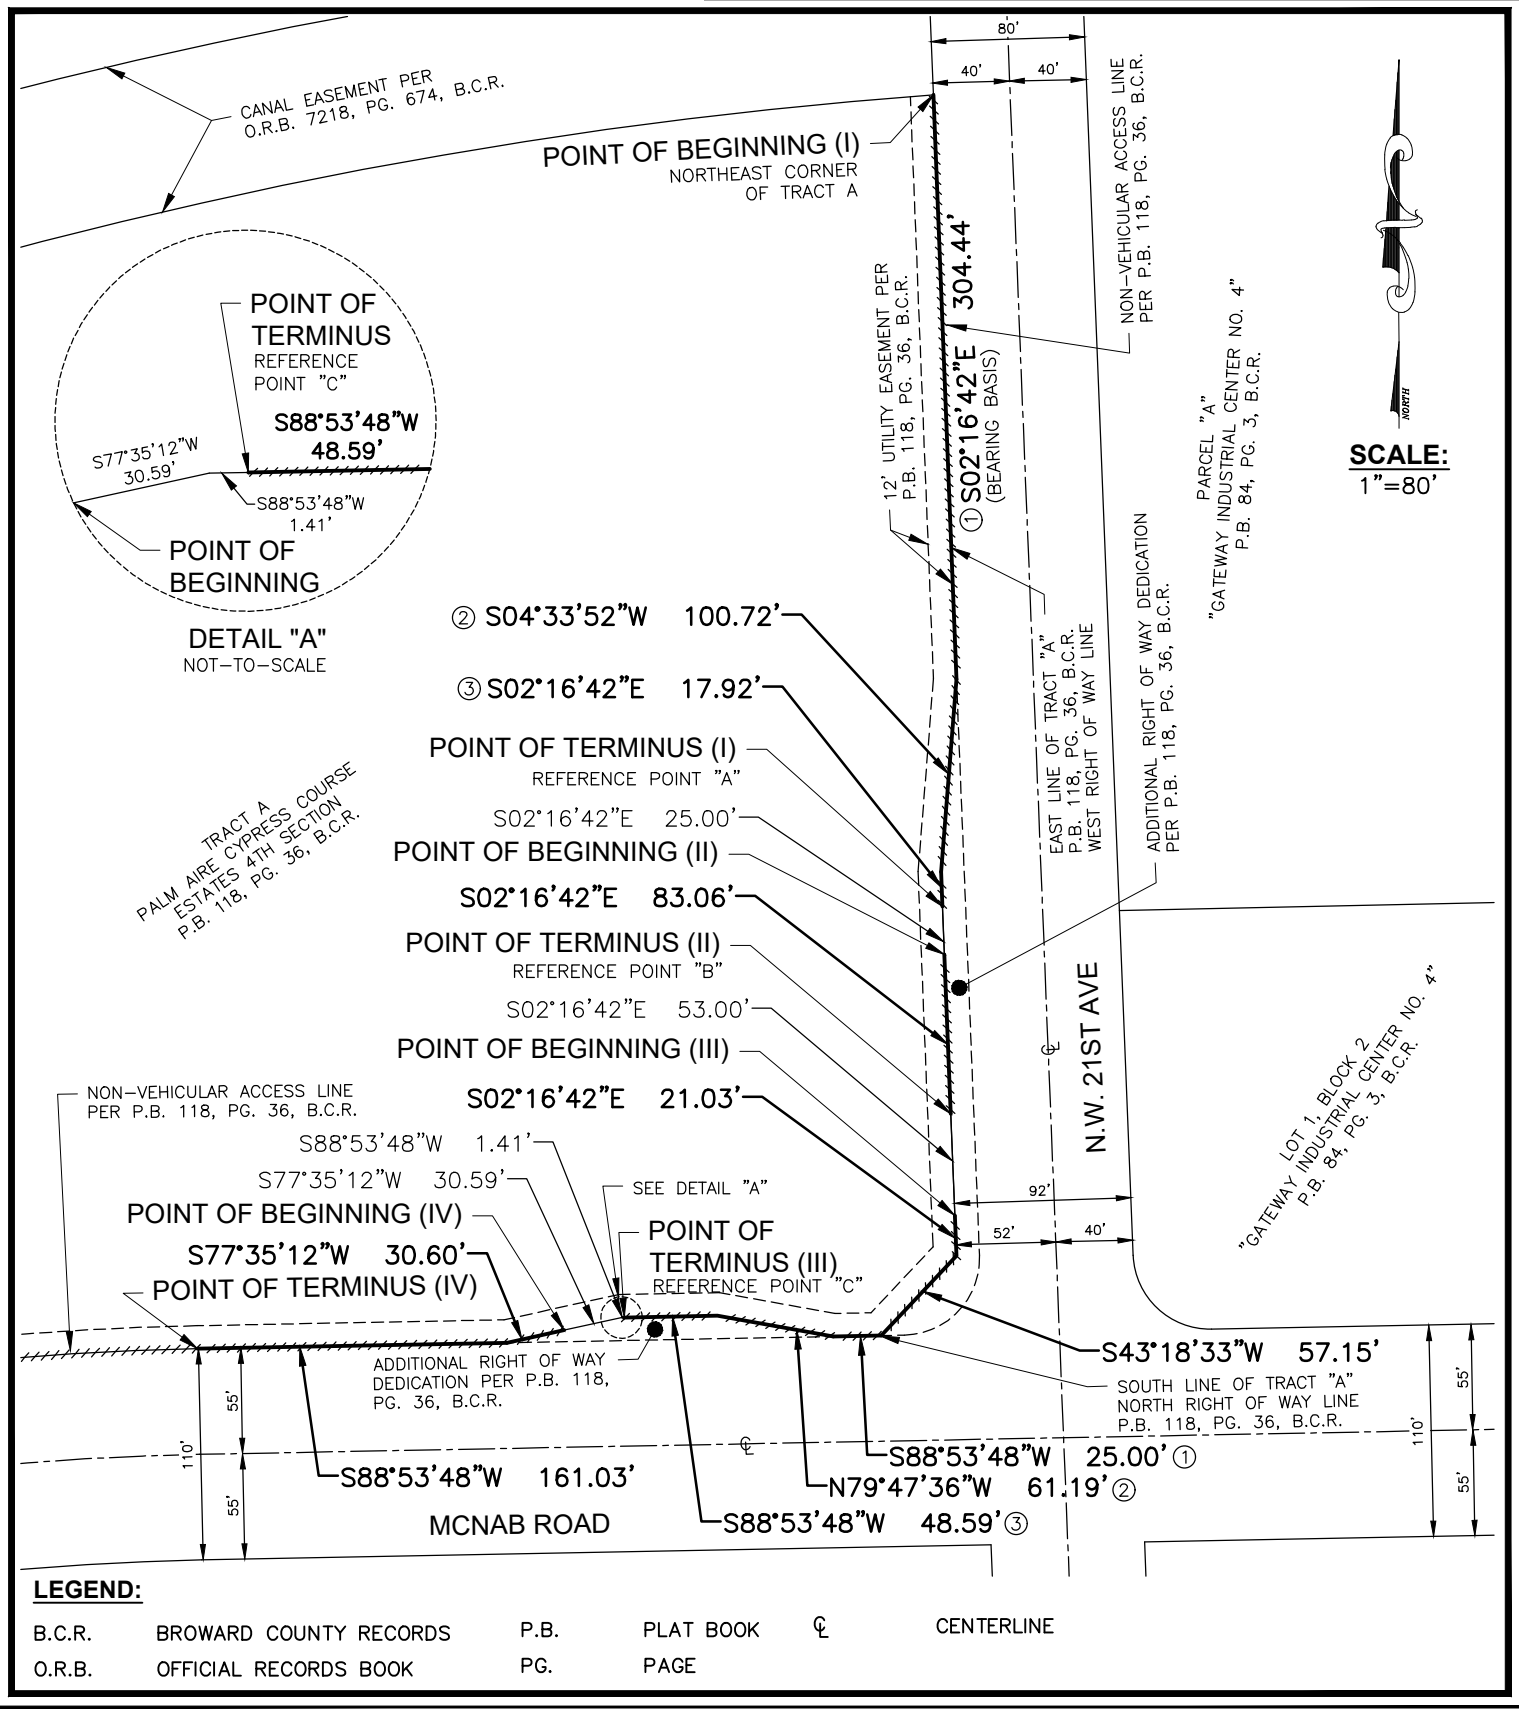 80'
40'
40'
CANAL EASEMENT PER
O.R.B. 7218, PG. 674, B.C.R.
POINT OF BEGINNING (I)
NORTHEAST CORNER
OF TRACT A
NON-VEHICULAR ACCESS LINE
PER P.B. 118, PG. 36, B.C.R.
12' UTILITY EASEMENT PER
P.B. 118, PG. 36, B.C.R.
① S02°16'42"E 304.44'
(BEARING BASIS)
PARCEL "A"
"GATEWAY INDUSTRIAL CENTER NO. 4"
P.B. 84, PG. 3, B.C.R.
NORTH
SCALE:
1"=80'
POINT OF
TERMINUS
REFERENCE
POINT "C"
S88°53'48"W
48.59'
S77°35'12"W
30.59'
S88°53'48"W
1.41'
POINT OF
BEGINNING
DETAIL "A"
NOT-TO-SCALE
② S04°33'52"W 100.72'
③ S02°16'42"E 17.92'
POINT OF TERMINUS (I)
REFERENCE POINT "A"
S02°16'42"E 25.00'
POINT OF BEGINNING (II)
S02°16'42"E 83.06'
POINT OF TERMINUS (II)
REFERENCE POINT "B"
S02°16'42"E 53.00'
POINT OF BEGINNING (III)
S02°16'42"E 21.03'
EAST LINE OF TRACT "A"
P.B. 118, PG. 36, B.C.R.
WEST RIGHT OF WAY LINE
ADDITIONAL RIGHT OF WAY DEDICATION
PER P.B. 118, PG. 36, B.C.R.
TRACT A
PALM AIRE CYPRESS COURSE
ESTATES 4TH SECTION
P.B. 118, PG. 36, B.C.R.
℄
N.W. 21ST AVE
LOT 1, BLOCK 2
"GATEWAY INDUSTRIAL CENTER NO. 4"
P.B. 84, PG. 3, B.C.R.
NON-VEHICULAR ACCESS LINE
PER P.B. 118, PG. 36, B.C.R.
S88°53'48"W 1.41'
S77°35'12"W 30.59'
POINT OF BEGINNING (IV)
S77°35'12"W 30.60'
POINT OF TERMINUS (IV)
SEE DETAIL "A"
POINT OF
TERMINUS (III)
REFERENCE POINT "C"
92'
52'
40'
ADDITIONAL RIGHT OF WAY
DEDICATION PER P.B. 118,
PG. 36, B.C.R.
S43°18'33"W 57.15'
SOUTH LINE OF TRACT "A"
NORTH RIGHT OF WAY LINE
P.B. 118, PG. 36, B.C.R.
55'
110'
55'
55'
110'
55'
℄
S88°53'48"W 25.00' ①
N79°47'36"W 61.19' ②
S88°53'48"W 48.59' ③
S88°53'48"W 161.03'
MCNAB ROAD
LEGEND:
B.C.R. BROWARD COUNTY RECORDS P.B. PLAT BOOK ℄ CENTERLINE
O.R.B. OFFICIAL RECORDS BOOK PG. PAGE